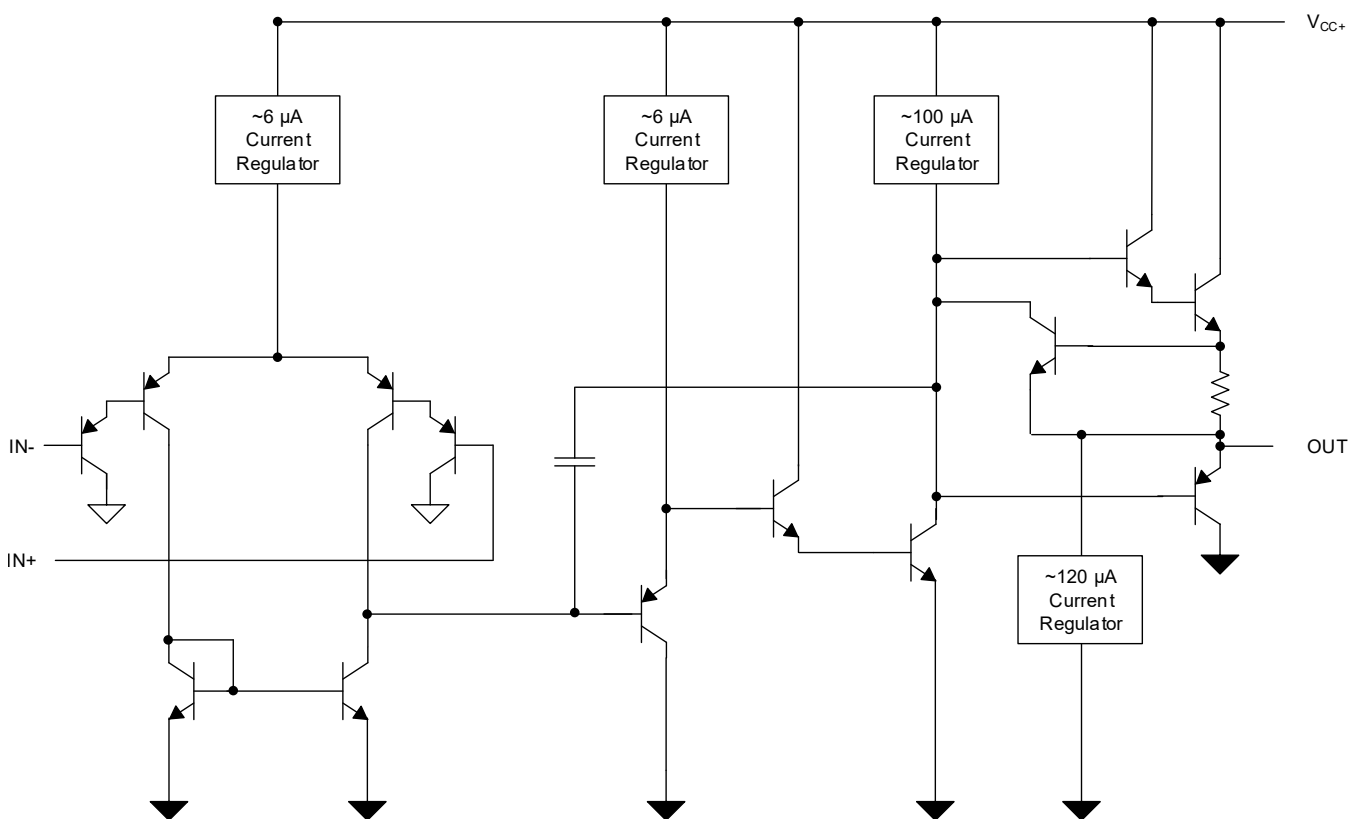 V_CC+
~6 µA
Current
Regulator
~6 µA
Current
Regulator
~100 µA
Current
Regulator
IN-
OUT
IN+
~120 µA
Current
Regulator